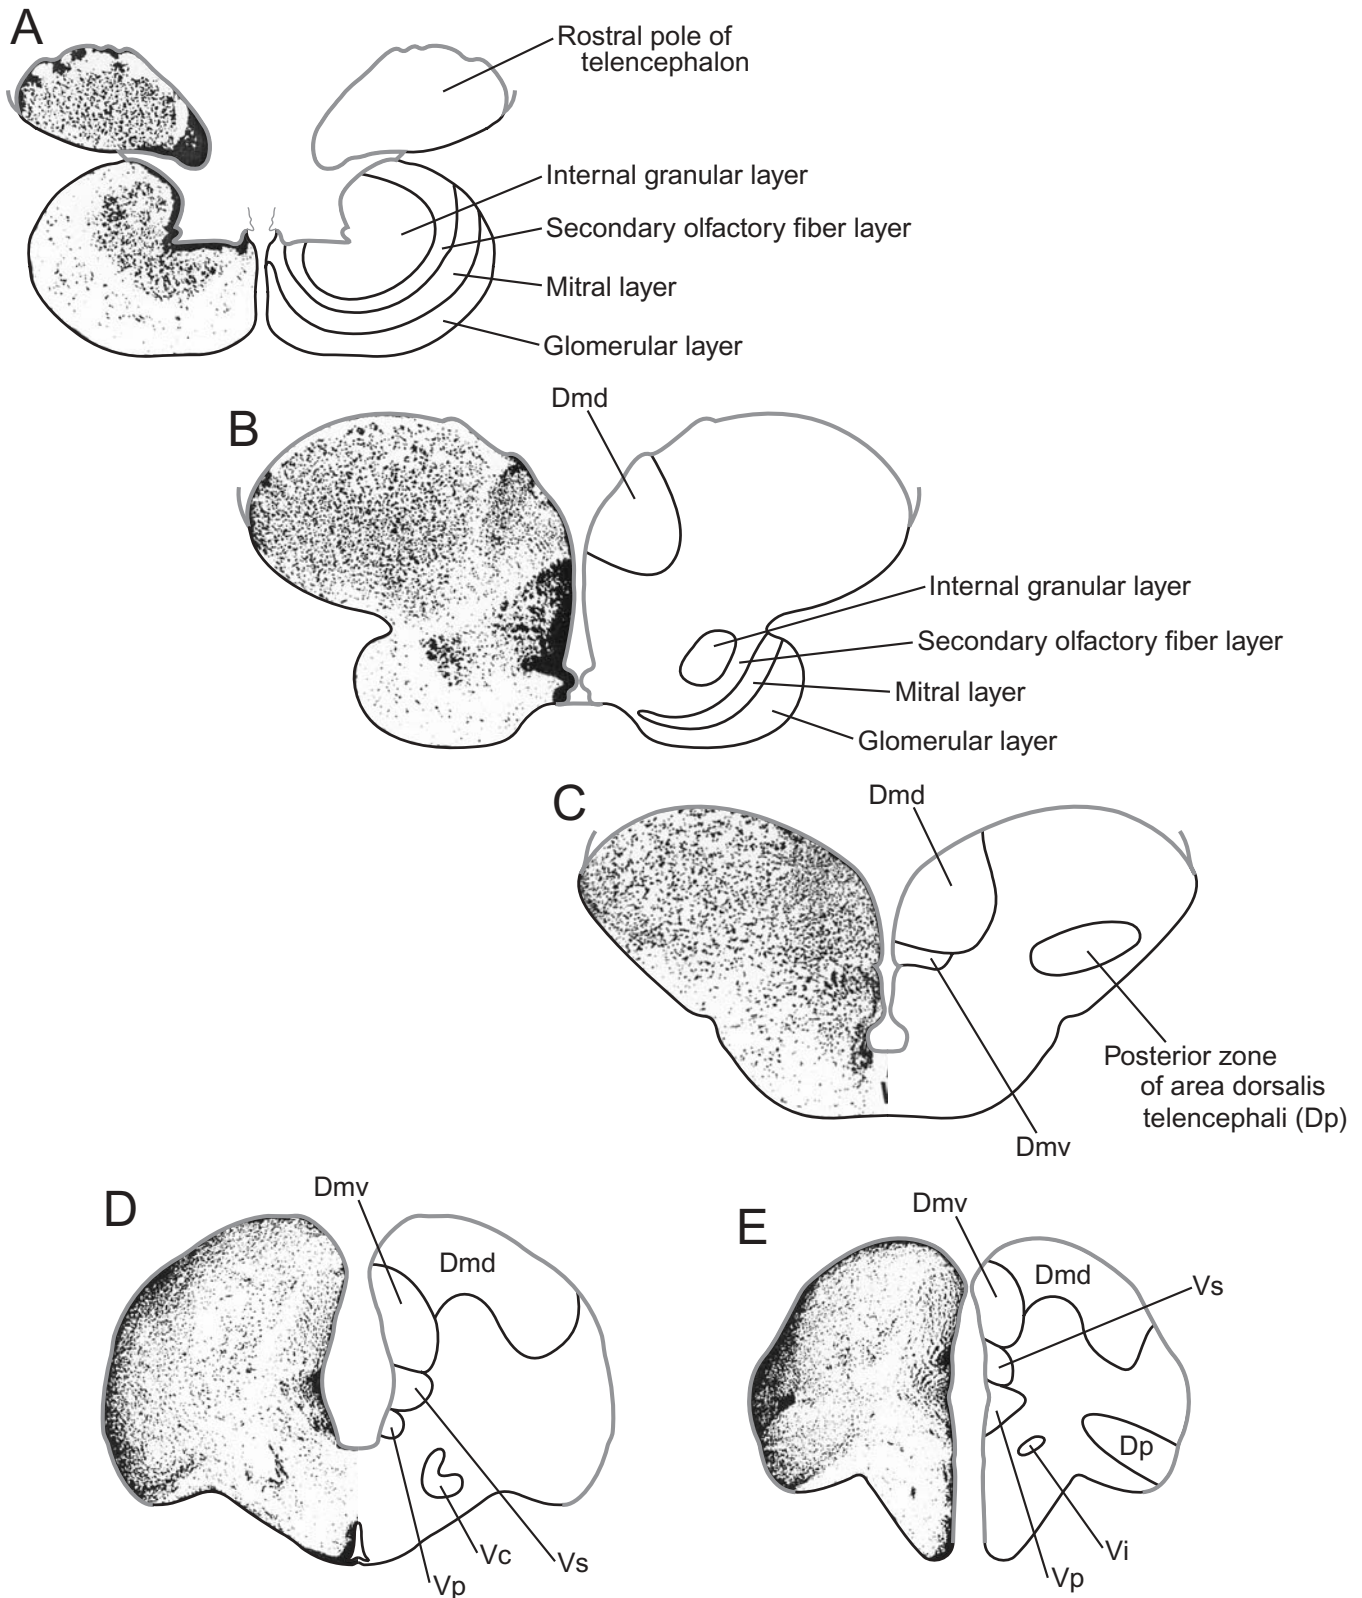 A
Rostral pole of
telencephalon
Internal granular layer
Secondary olfactory fiber layer
Mitral layer
Glomerular layer
B
Dmd
Internal granular layer
Secondary olfactory fiber layer
Mitral layer
Glomerular layer
C
Dmd
Posterior zone
of area dorsalis
telencephali (Dp)
Dmv
D
Dmv
Dmd
Vc
Vs
Vp
E
Dmv
Dmd
Vs
Dp
Vi
Vp